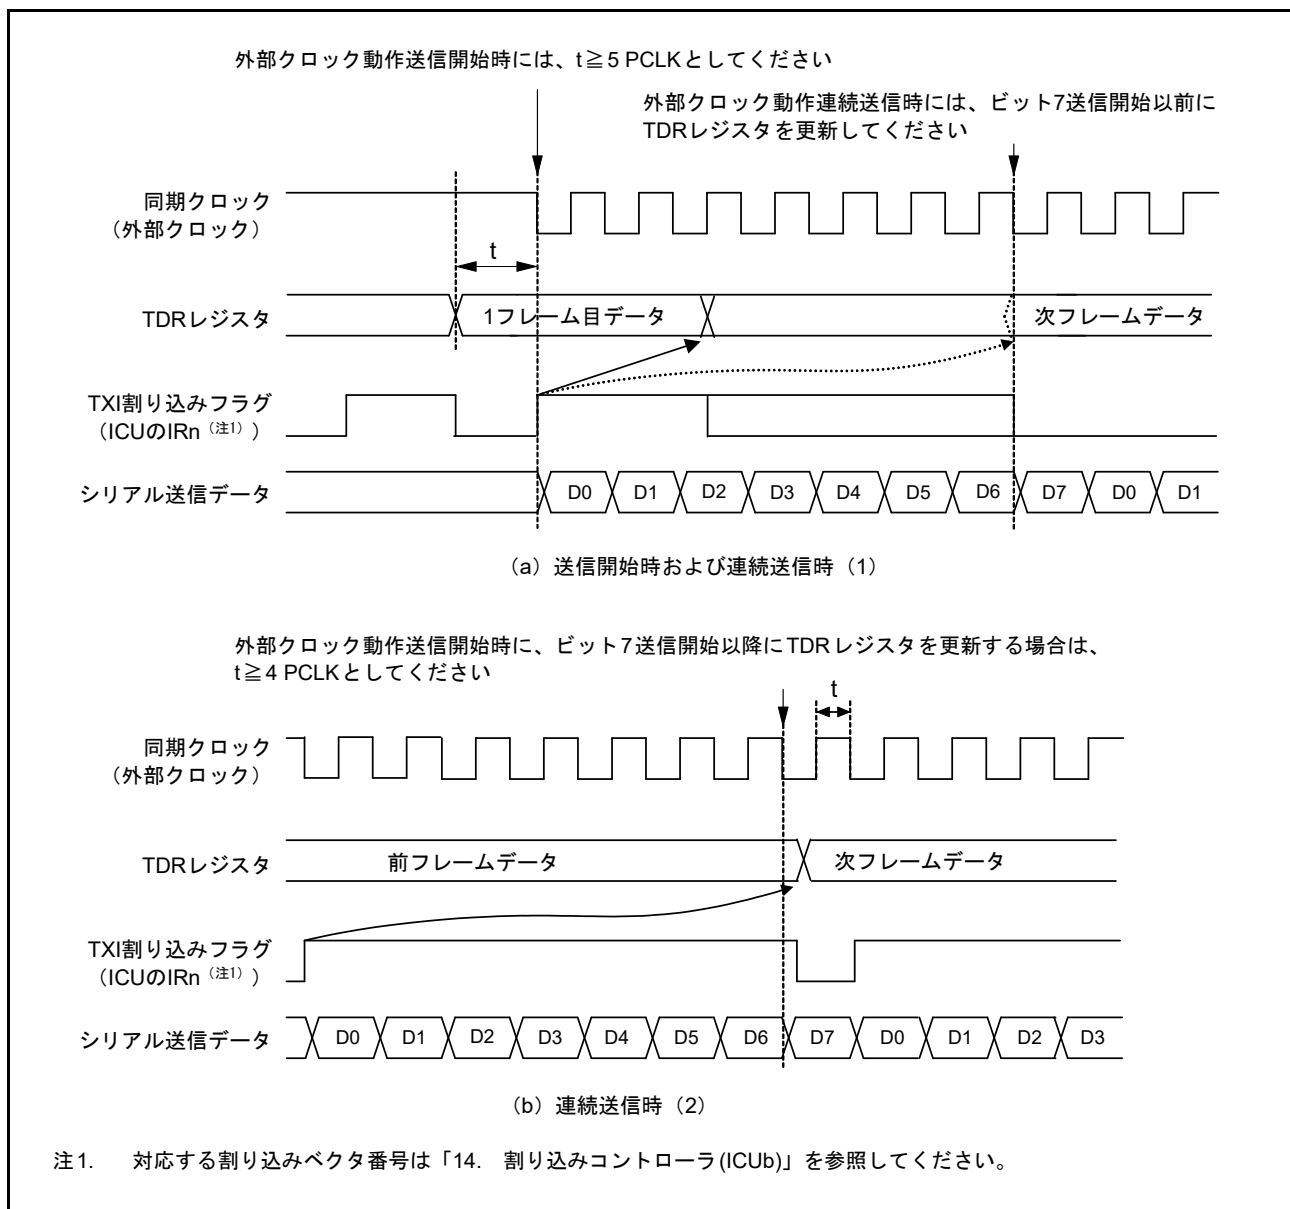 外部クロック動作送信開始時には、t≧5 PCLKとしてください
外部クロック動作連続送信時には、ビット7送信開始以前に
TDRレジスタを更新してください
同期クロック
（外部クロック）
t
TDRレジスタ
1フレーム目データ
次フレームデータ
TXI割り込みフラグ
（ICUのIRn（注1））
シリアル送信データ
D0 D1 D2 D3 D4 D5 D6 D7 D0 D1
（a）送信開始時および連続送信時（1）
外部クロック動作送信開始時に、ビット7送信開始以降にTDRレジスタを更新する場合は、
t≧4 PCLKとしてください
t
同期クロック
（外部クロック）
TDRレジスタ
前フレームデータ
次フレームデータ
TXI割り込みフラグ
（ICUのIRn（注1））
シリアル送信データ
D0 D1 D2 D3 D4 D5 D6 D7 D0 D1 D2 D3
（b）連続送信時（2）
注1. 対応する割り込みベクタ番号は「14. 割り込みコントローラ(ICUb)」を参照してください。